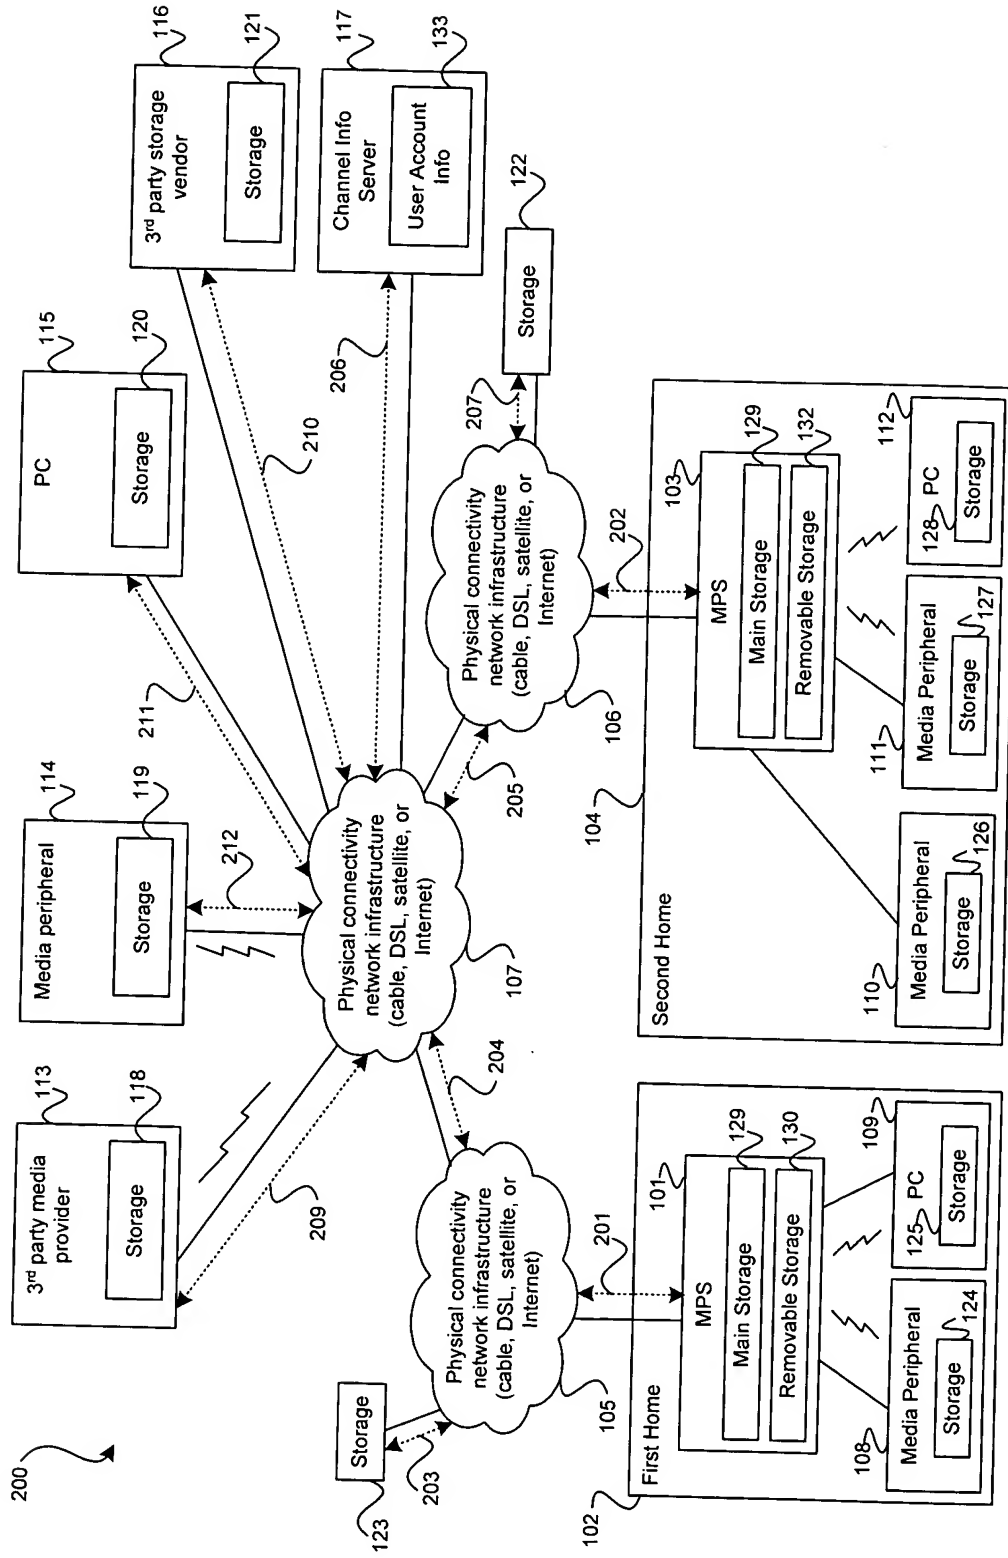 200
3rd party media
provider
113
Storage
118
Media peripheral
114
Storage
119
PC
115
Storage
120
3rd party storage
vendor
116
Storage
121
209
212
211
210
Channel Info
Server
117
User Account
Info
133
206
Storage
123
203
Physical connectivity
network infrastructure
(cable, DSL, satellite, or
Internet)
107
204
205
Physical connectivity
network infrastructure
(cable, DSL, satellite, or
Internet)
105
Physical connectivity
network infrastructure
(cable, DSL, satellite, or
Internet)
106
207
Storage
122
201
202
First Home
102
MPS
101
Main Storage
129
Removable Storage
130
Media Peripheral
108
Storage
124
PC
109
125
Storage
Second Home
104
MPS
103
Main Storage
129
Removable Storage
132
Media Peripheral
110
Storage
126
Media Peripheral
111
Storage
127
PC
112
128
Storage